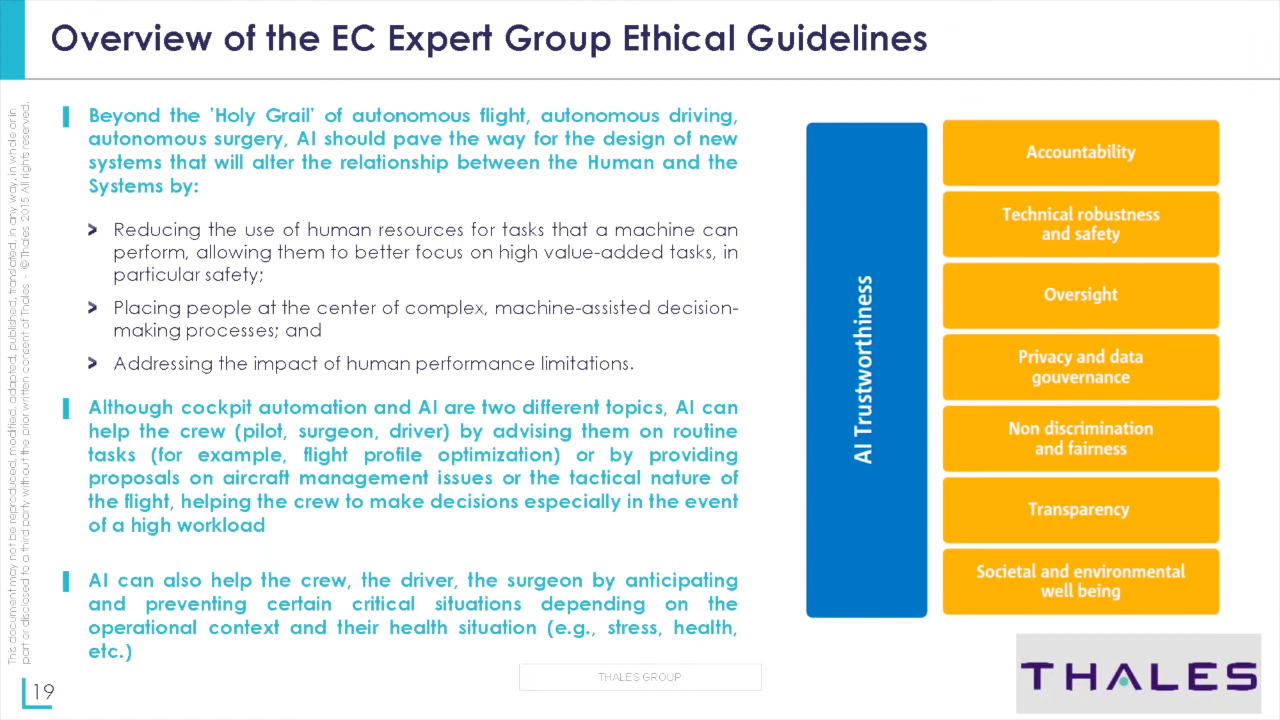 Overview of the EC Expert Group Ethical Guidelines
Beyond the 'Holy Grail' of autonomous flight, autonomous driving,
autonomous surgery, AI should pave the way for the design of new
systems that will alter the relationship between the Human and the
Systems by:
Reducing the use of human resources for tasks that a machine can
perform, allowing them to better focus on high value-added tasks, in
particular safety;
Placing people at the center of complex, machine-assisted decision-
making processes; and
Addressing the impact of human performance limitations.
Although cockpit automation and AI are two different topics, AI can
help the crew (pilot, surgeon, driver) by advising them on routine
tasks (for example, flight profile optimization) or by providing
proposals on aircraft management issues or the tactical nature of
the flight, helping the crew to make decisions especially in the event
of a high workload
AI can also help the crew, the driver, the surgeon by anticipating
and preventing certain critical situations depending on the
operational context and their health situation (e.g., stress, health,
etc.)
AI Trustworthiness
Accountability
Technical robustness
and safety
Oversight
Privacy and data
gouvernance
Non discrimination
and fairness
Transparency
Societal and environmental
well being
This document may not be reproduced, modified, adapted, published, translated, in any way, in whole or in
part or disclosed to a third party without the prior written consent of Thales - © Thales 2015 All rights reserved.
19
THALES GROUP
THALES